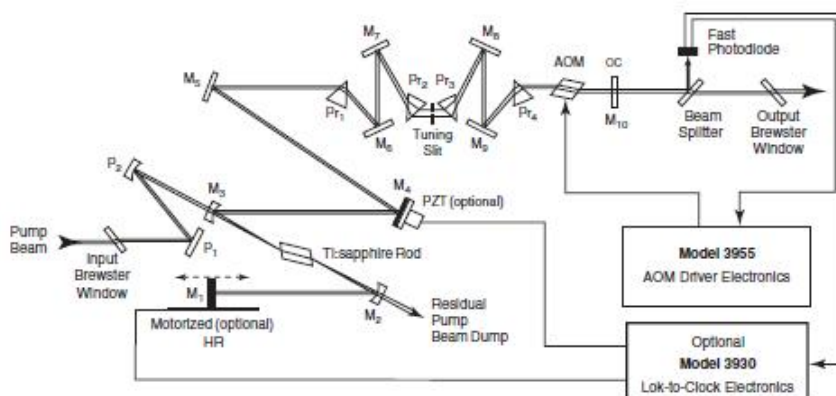 M7
M8
Fast
Photodiode
AOM
OC
M5
Pr2
Pr3
Pr1
Pr4
M6
Tuning
Slit
M9
M10
Beam
Splitter
Output
Brewster
Window
P2
M3
M4
PZT (optional)
Pump
Beam
Input
Brewster
Window
P1
Ti:sapphire Rod
M1
M2
Motorized (optional)
HR
Residual
Pump
Beam Dump
Model 3955
AOM Driver Electronics
Optional
Model 3930
Lok-to-Clock Electronics